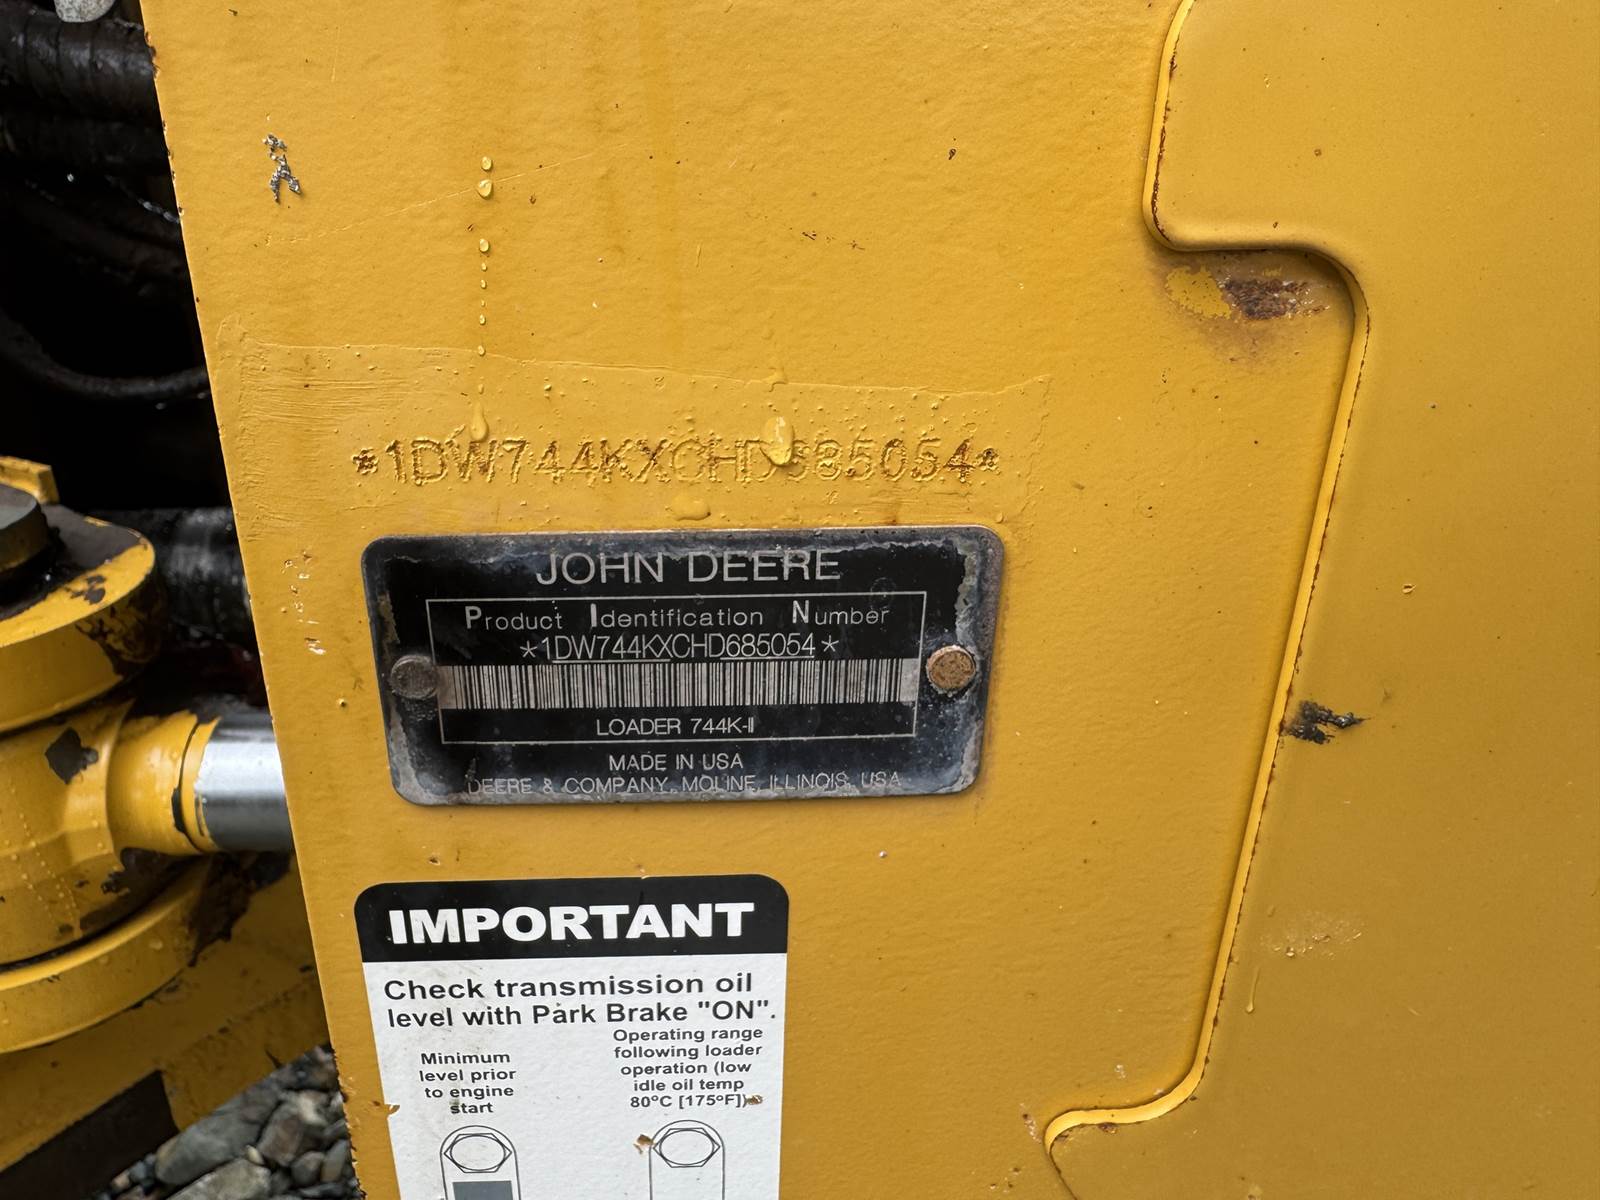 *1DW744KXCHD685054*
JOHN DEERE
Product Identification Number
*1DW744KXCHD685054*
LOADER 744K-II
MADE IN USA
DEERE & COMPANY, MOLINE, ILLINOIS, USA
IMPORTANT
Check transmission oil
level with Park Brake "ON".
Minimum
level prior
to engine
start
Operating range
following loader
operation (low
idle oil temp
80°C [175°F])